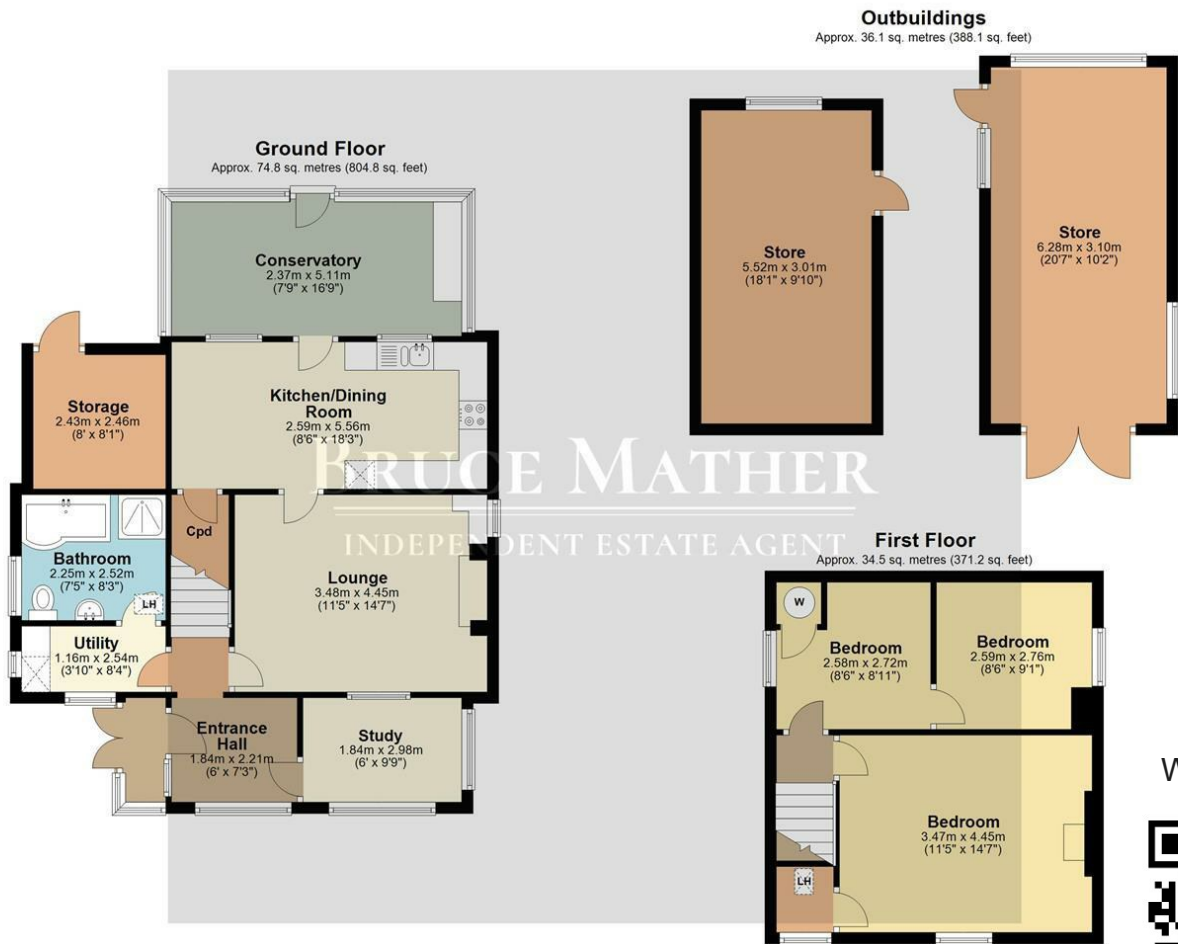 Outbuildings
Approx. 36.1 sq. metres (388.1 sq. feet)
Ground Floor
Approx. 74.8 sq. metres (804.8 sq. feet)
Conservatory
2.37m x 5.11m
(7'9" x 16'9")
Store
5.52m x 3.01m
(18'1" x 9'10")
Store
6.28m x 3.10m
(20'7" x 10'2")
Storage
2.43m x 2.46m
(8' x 8'1")
Kitchen/Dining
Room
2.59m x 5.56m
(8'6" x 18'3")
BRUCE MATHER
INDEPENDENT ESTATE AGENT
Cpd
Bathroom
2.25m x 2.52m
(7'5" x 8'3")
LH
Lounge
3.48m x 4.45m
(11'5" x 14'7")
Utility
1.16m x 2.54m
(3'10" x 8'4")
Entrance
Hall
1.84m x 2.21m
(6' x 7'3")
Study
1.84m x 2.98m
(6' x 9'9")
First Floor
Approx. 34.5 sq. metres (371.2 sq. feet)
W
Bedroom
2.58m x 2.72m
(8'6" x 8'11")
Bedroom
2.59m x 2.76m
(8'6" x 9'1")
Bedroom
3.47m x 4.45m
(11'5" x 14'7")
LH
W